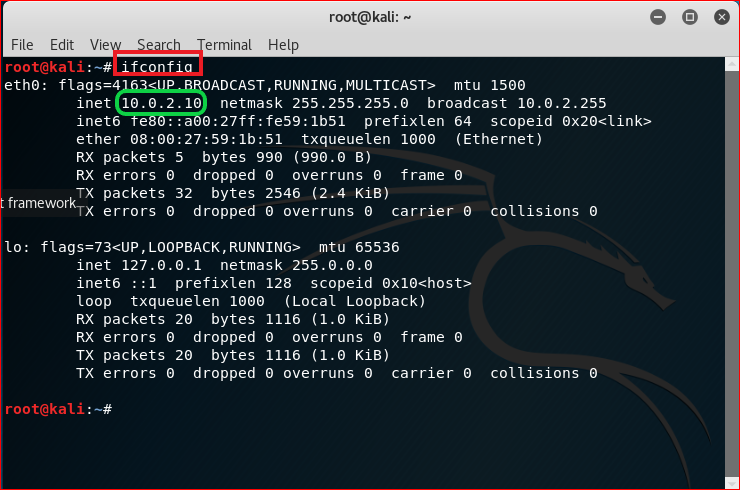 root@kali: ~
File Edit View Search Terminal Help
root@kali:~# ifconfig
eth0: flags=4163<UP,BROADCAST,RUNNING,MULTICAST>  mtu 1500
        inet 10.0.2.10  netmask 255.255.255.0  broadcast 10.0.2.255
        inet6 fe80::a00:27ff:fe59:1b51  prefixlen 64  scopeid 0x20<link>
        ether 08:00:27:59:1b:51  txqueuelen 1000  (Ethernet)
        RX packets 5  bytes 990 (990.0 B)
        RX errors 0  dropped 0  overruns 0  frame 0
        TX packets 32  bytes 2546 (2.4 KiB)
t framework...
        TX errors 0  dropped 0 overruns 0  carrier 0  collisions 0
lo: flags=73<UP,LOOPBACK,RUNNING>  mtu 65536
        inet 127.0.0.1  netmask 255.0.0.0
        inet6 ::1  prefixlen 128  scopeid 0x10<host>
        loop  txqueuelen 1000  (Local Loopback)
        RX packets 20  bytes 1116 (1.0 KiB)
        RX errors 0  dropped 0  overruns 0  frame 0
        TX packets 20  bytes 1116 (1.0 KiB)
        TX errors 0  dropped 0 overruns 0  carrier 0  collisions 0
root@kali:~#